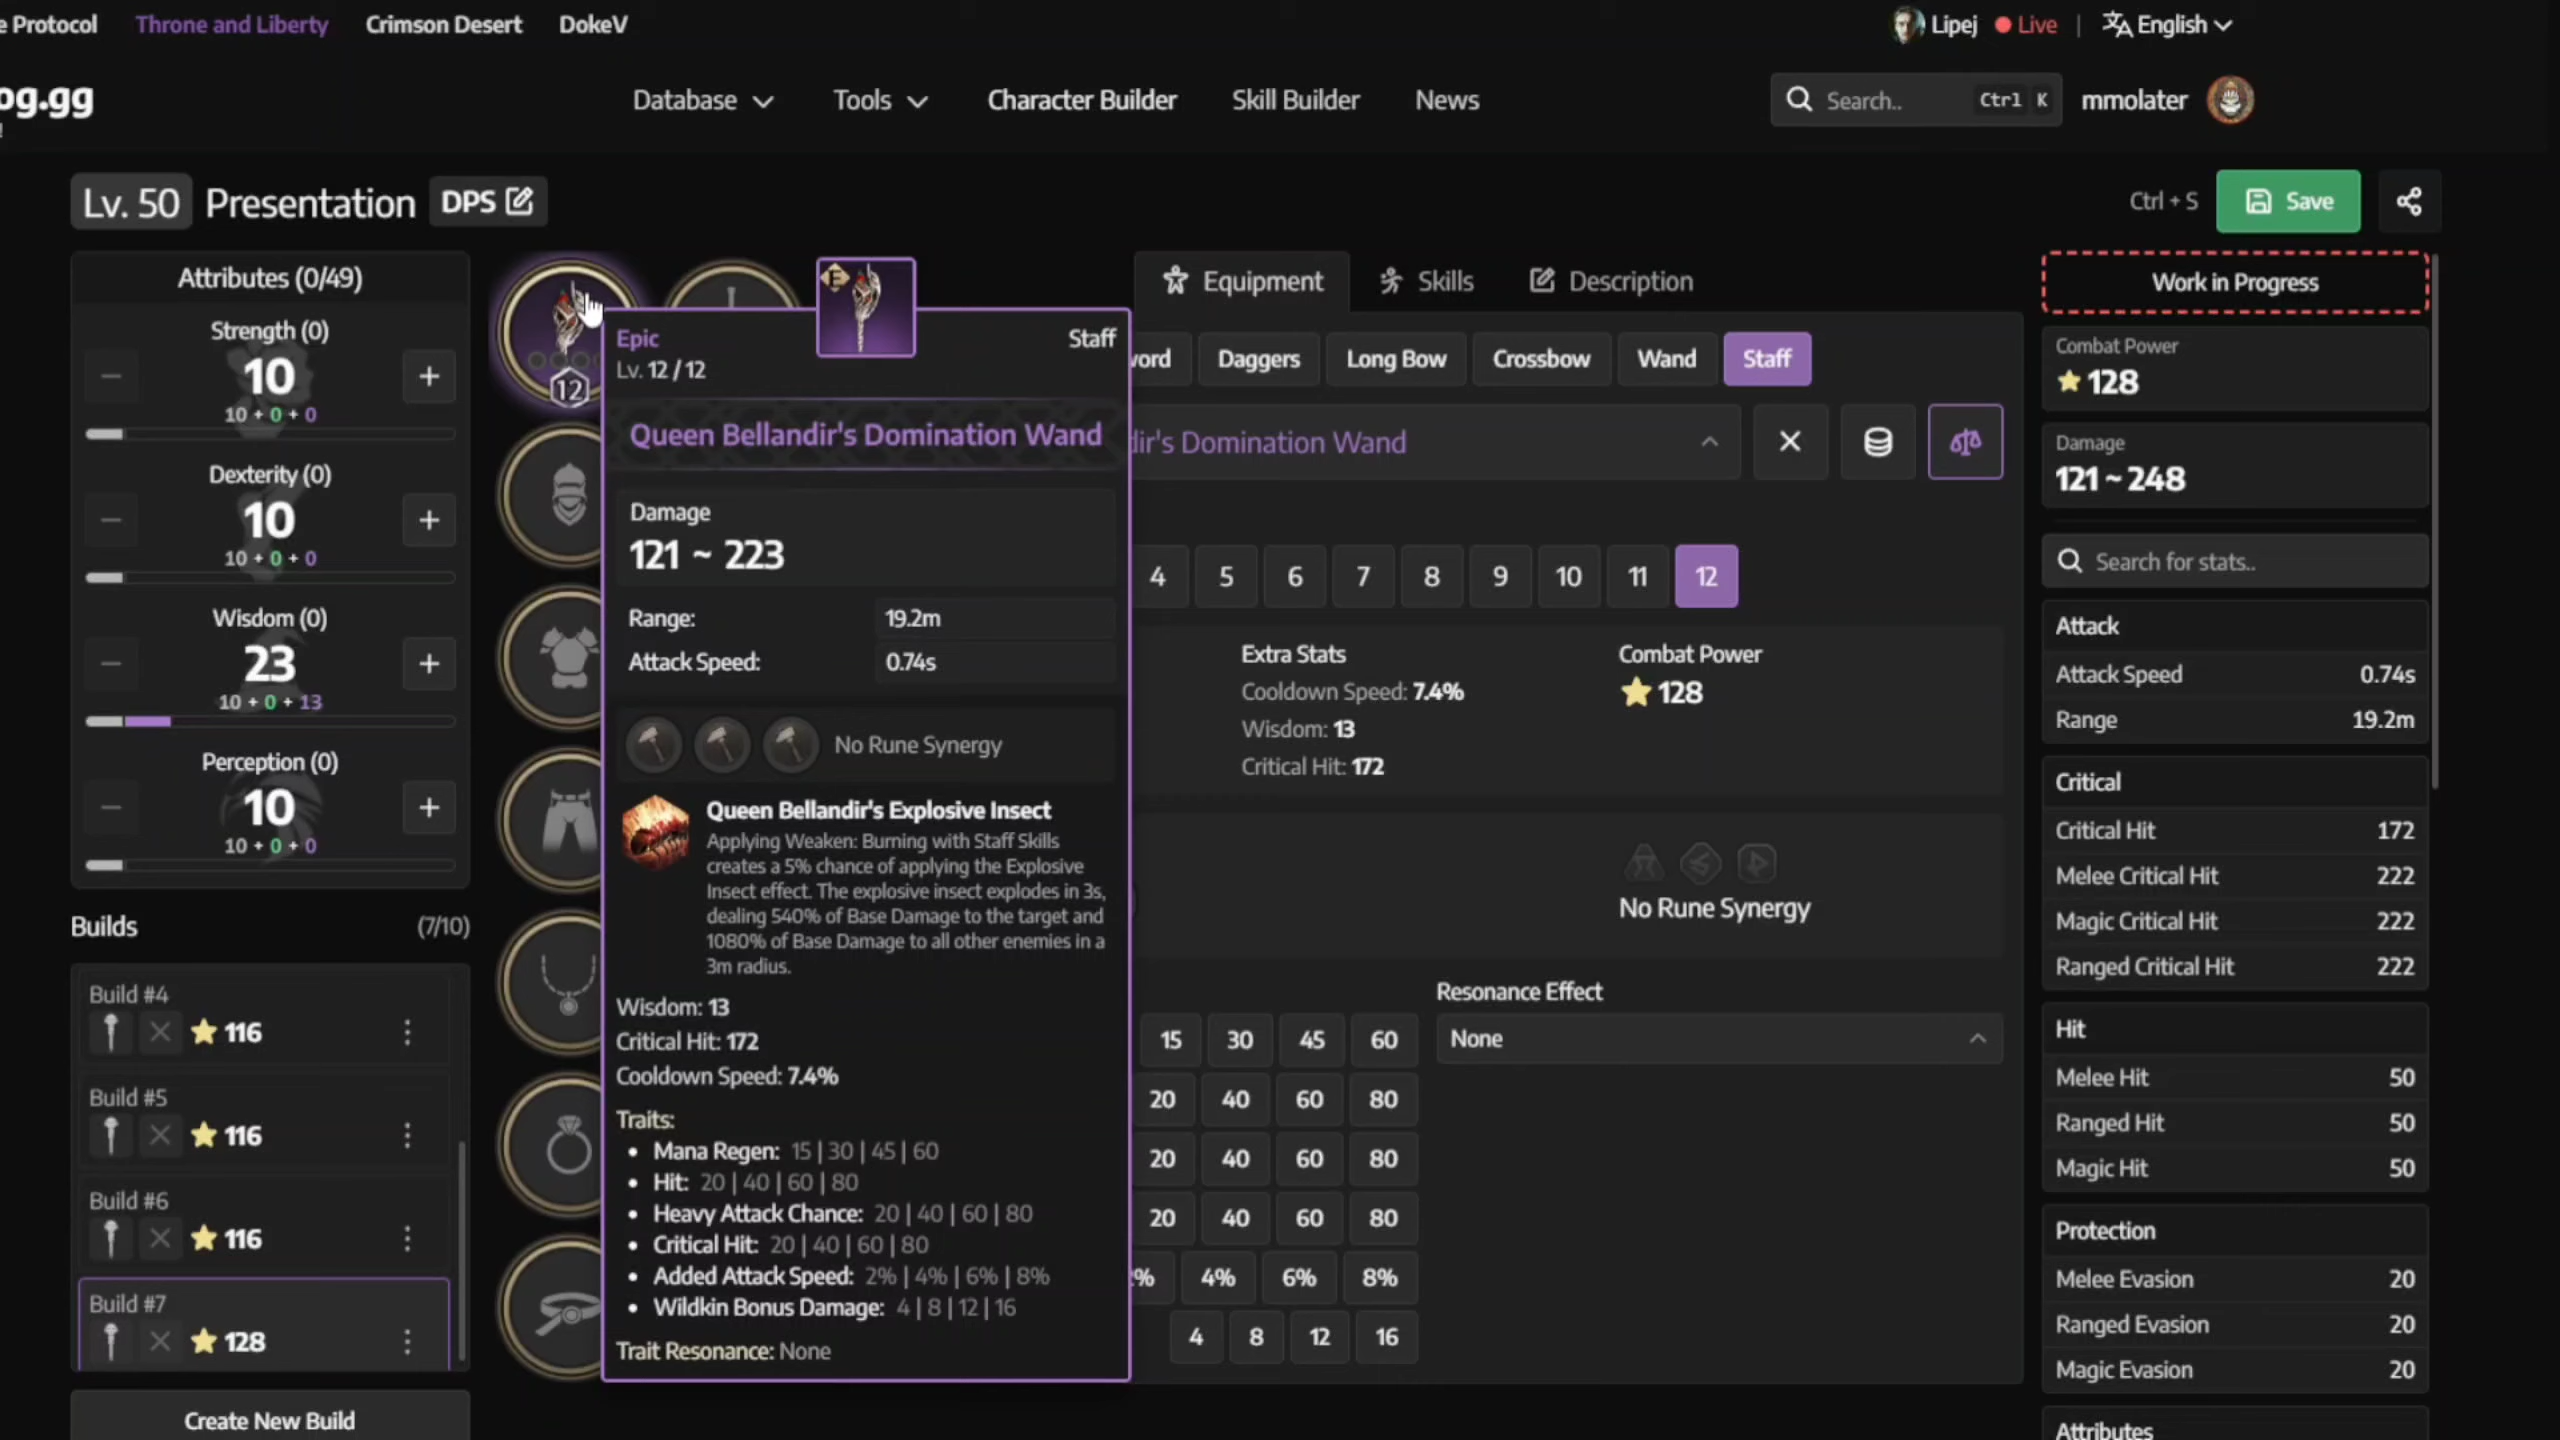 e Protocol
Throne and Liberty
Crimson Desert
DokeV
Lipej
Live
English
og.gg
Database
Tools
Character Builder
Skill Builder
News
Search..
Ctrl K
mmolater
Lv. 50
Presentation
DPS
Ctrl + S
Save
Attributes (0/49)
Strength (0)
10
10 + 0 + 0
Dexterity (0)
10
10 + 0 + 0
Wisdom (0)
23
10 + 0 + 13
Perception (0)
10
10 + 0 + 0
Builds
(7/10)
Build #4
116
Build #5
116
Build #6
116
Build #7
128
Create New Build
12
E
Epic
Staff
Lv. 12 / 12
Queen Bellandir's Domination Wand
Damage
121 ~ 223
Range: 19.2m
Attack Speed: 0.74s
No Rune Synergy
Queen Bellandir's Explosive Insect
Applying Weaken: Burning with Staff Skills
creates a 5% chance of applying the Explosive
Insect effect. The explosive insect explodes in 3s,
dealing 540% of Base Damage to the target and
1080% of Base Damage to all other enemies in a
3m radius.
Wisdom: 13
Critical Hit: 172
Cooldown Speed: 7.4%
Traits:
• Mana Regen: 15 | 30 | 45 | 60
• Hit: 20 | 40 | 60 | 80
• Heavy Attack Chance: 20 | 40 | 60 | 80
• Critical Hit: 20 | 40 | 60 | 80
• Added Attack Speed: 2% | 4% | 6% | 8%
• Wildkin Bonus Damage: 4 | 8 | 12 | 16
Trait Resonance: None
Equipment
Skills
Description
ord
Daggers
Long Bow
Crossbow
Wand
Staff
dir's Domination Wand
4 5 6 7 8 9 10 11 12
Extra Stats
Cooldown Speed: 7.4%
Wisdom: 13
Critical Hit: 172
Combat Power
128
No Rune Synergy
15 30 45 60
20 40 60 80
20 40 60 80
20 40 60 80
% 4% 6% 8%
4 8 12 16
Resonance Effect
None
Work in Progress
Combat Power
128
Damage
121 ~ 248
Search for stats..
Attack
Attack Speed 0.74s
Range 19.2m
Critical
Critical Hit 172
Melee Critical Hit 222
Magic Critical Hit 222
Ranged Critical Hit 222
Hit
Melee Hit 50
Ranged Hit 50
Magic Hit 50
Protection
Melee Evasion 20
Ranged Evasion 20
Magic Evasion 20
Attributes